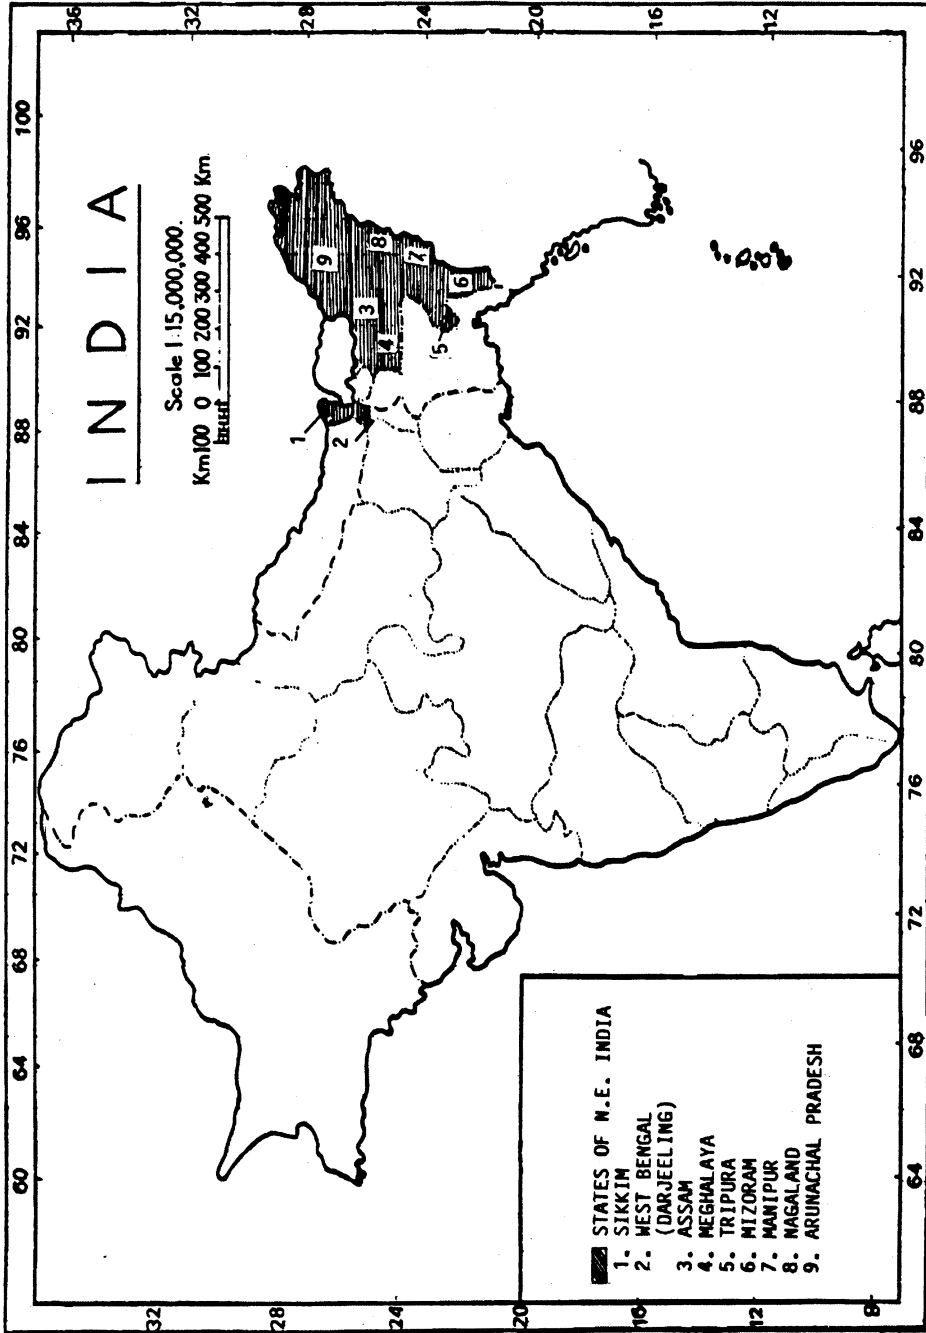 INDIA
Scale 1:15,000,000.
Km100 0 100 200 300 400 500 Km.
60 64 68 72 76 80 84 88 92 96 100
36
32
28
24
20
16
12
32
28
24
20
16
12
8
64 68 72 76 80 84 88 92 96
1
2
3
4
5
6
7
8
9
STATES OF N.E. INDIA
1. SIKKIM
2. WEST BENGAL
(DARJEELING)
3. ASSAM
4. MEGHALAYA
5. TRIPURA
6. MIZORAM
7. MANIPUR
8. NAGALAND
9. ARUNACHAL PRADESH